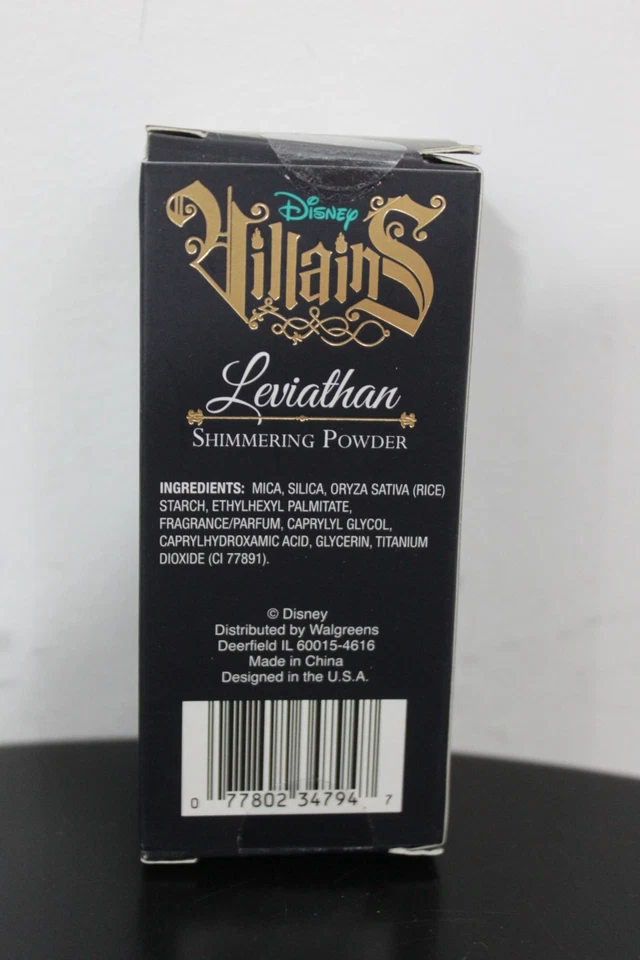 Disney
Villains
Leviathan
Shimmering Powder
INGREDIENTS: MICA, SILICA, ORYZA SATIVA (RICE)
STARCH, ETHYLHEXYL PALMITATE,
FRAGRANCE/PARFUM, CAPRYLYL GLYCOL,
CAPRYLHYDROXAMIC ACID, GLYCERIN, TITANIUM
DIOXIDE (CI 77891).
© Disney
Distributed by Walgreens
Deerfield IL 60015-4616
Made in China
Designed in the U.S.A.
0 77802 34794 7